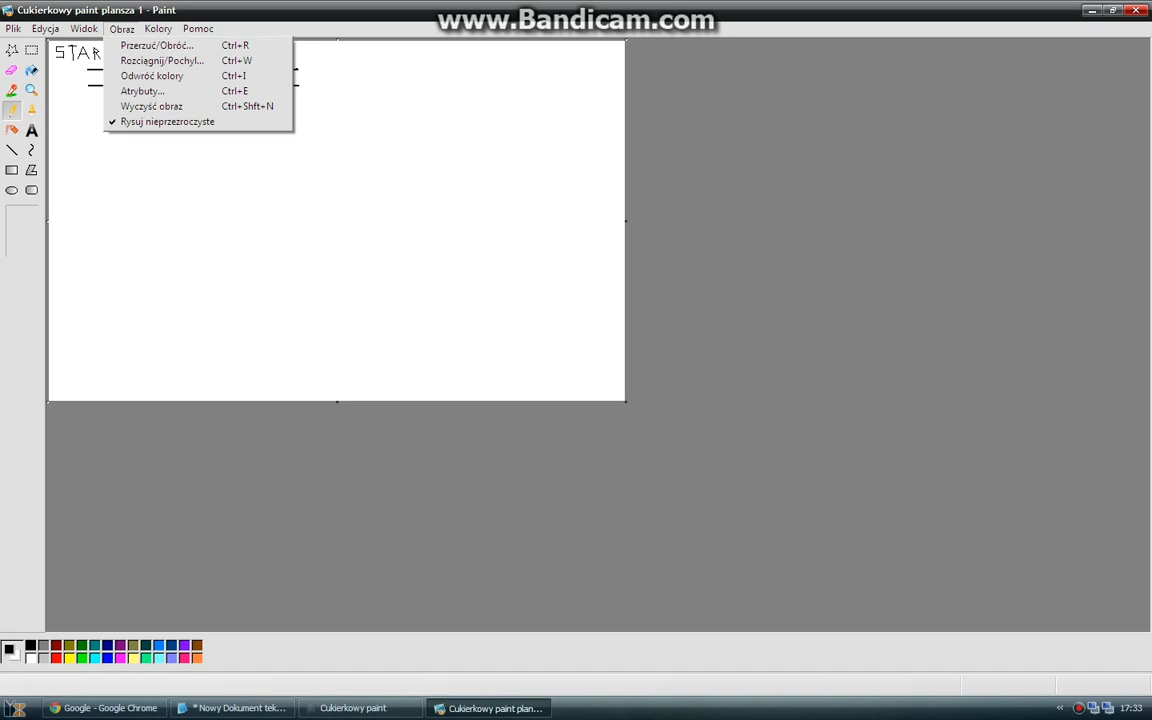 Cukierkowy paint plansza 1 - Paint
www.Bandicam.com
Plik Edycja Widok Obraz Kolory Pomoc
STAR
Przerzuć/Obróć... Ctrl+R
Rozciągnij/Pochyl... Ctrl+W
Odwróć kolory Ctrl+I
Atrybuty... Ctrl+E
Wyczyść obraz Ctrl+Shft+N
Rysuj nieprzezroczyste
A
Google - Google Chrome
* Nowy Dokument tek...
Cukierkowy paint
Cukierkowy paint plan...
17:33